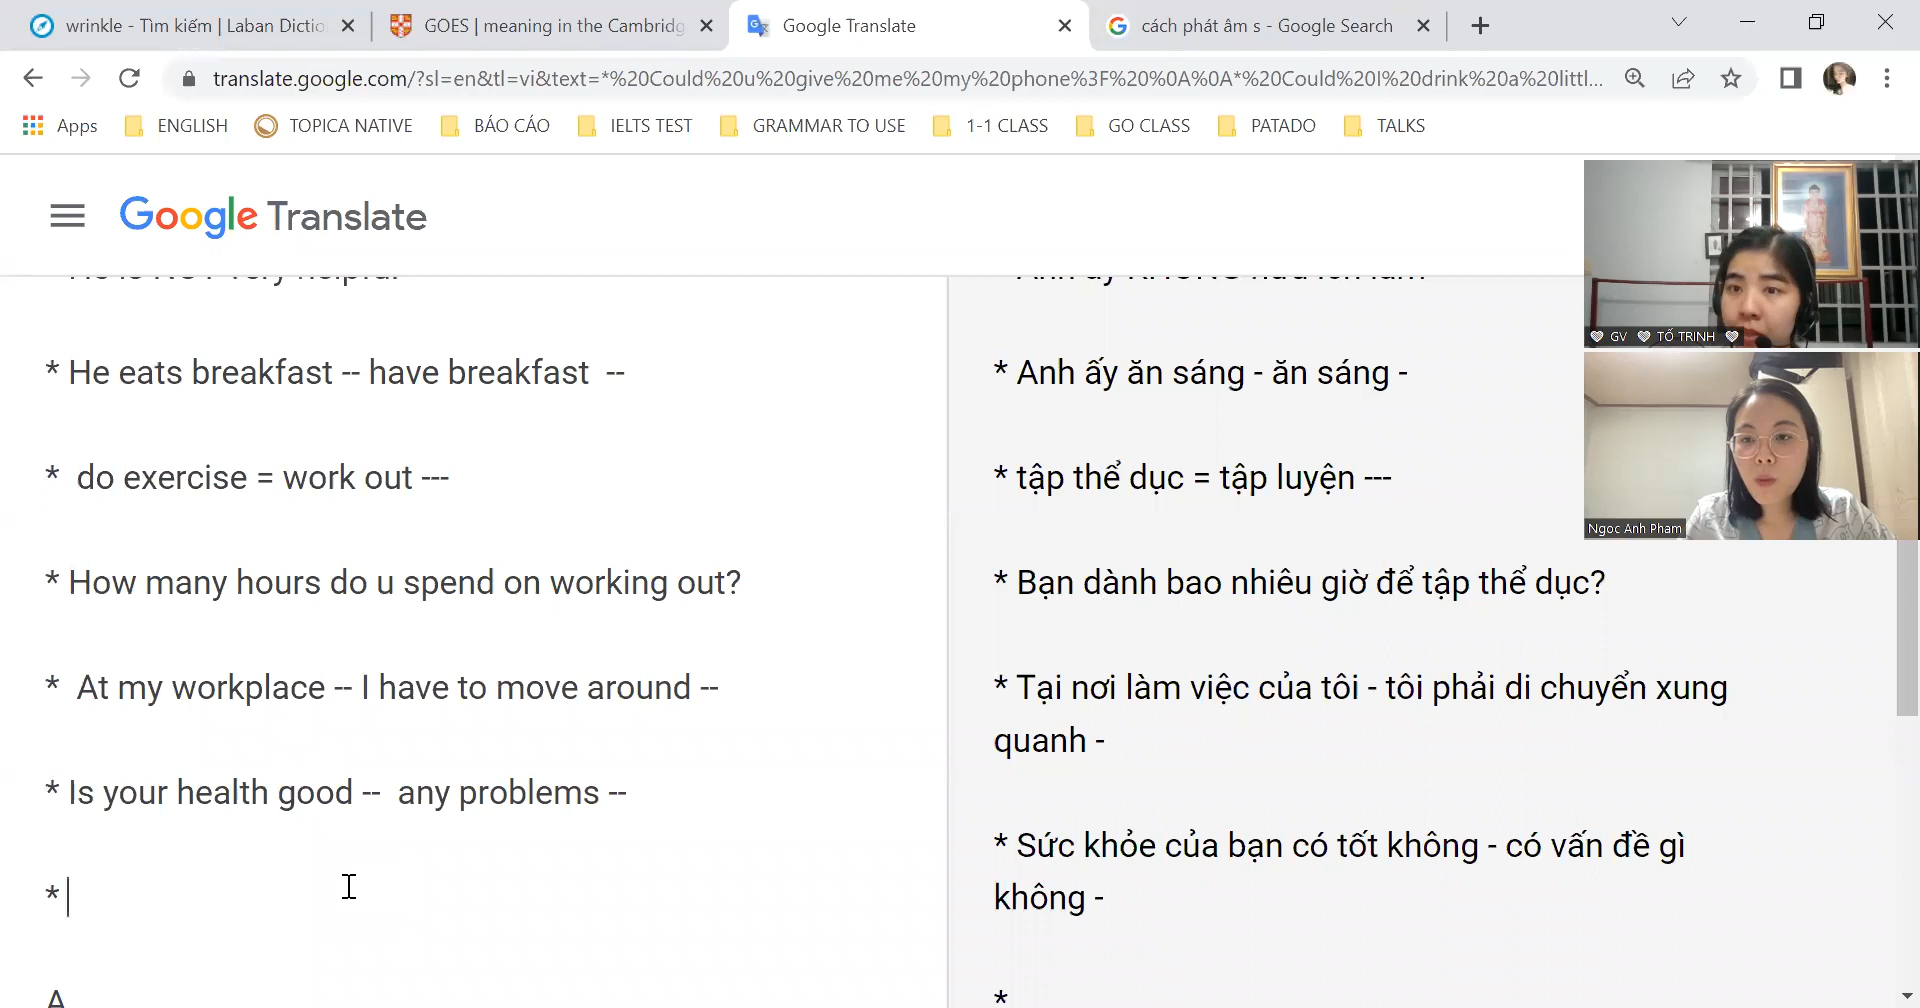 wrinkle - Tìm kiếm | Laban Dictio
GOES | meaning in the Cambridg
Google Translate
cách phát âm s - Google Search
translate.google.com/?sl=en&tl=vi&text=*%20Could%20u%20give%20me%20my%20phone%3F%20%0A%0A*%20Could%20I%20drink%20a%20littl...
Apps
ENGLISH
TOPICA NATIVE
BÁO CÁO
IELTS TEST
GRAMMAR TO USE
1-1 CLASS
GO CLASS
PATADO
TALKS
Google Translate
GV TỐ TRINH
Ngoc Anh Pham
* He eats breakfast -- have breakfast --
* do exercise = work out ---
* How many hours do u spend on working out?
* At my workplace -- I have to move around --
* Is your health good -- any problems --
*
* Anh ấy ăn sáng - ăn sáng -
* tập thể dục = tập luyện ---
* Bạn dành bao nhiêu giờ để tập thể dục?
* Tại nơi làm việc của tôi - tôi phải di chuyển xung
quanh -
* Sức khỏe của bạn có tốt không - có vấn đề gì
không -
*